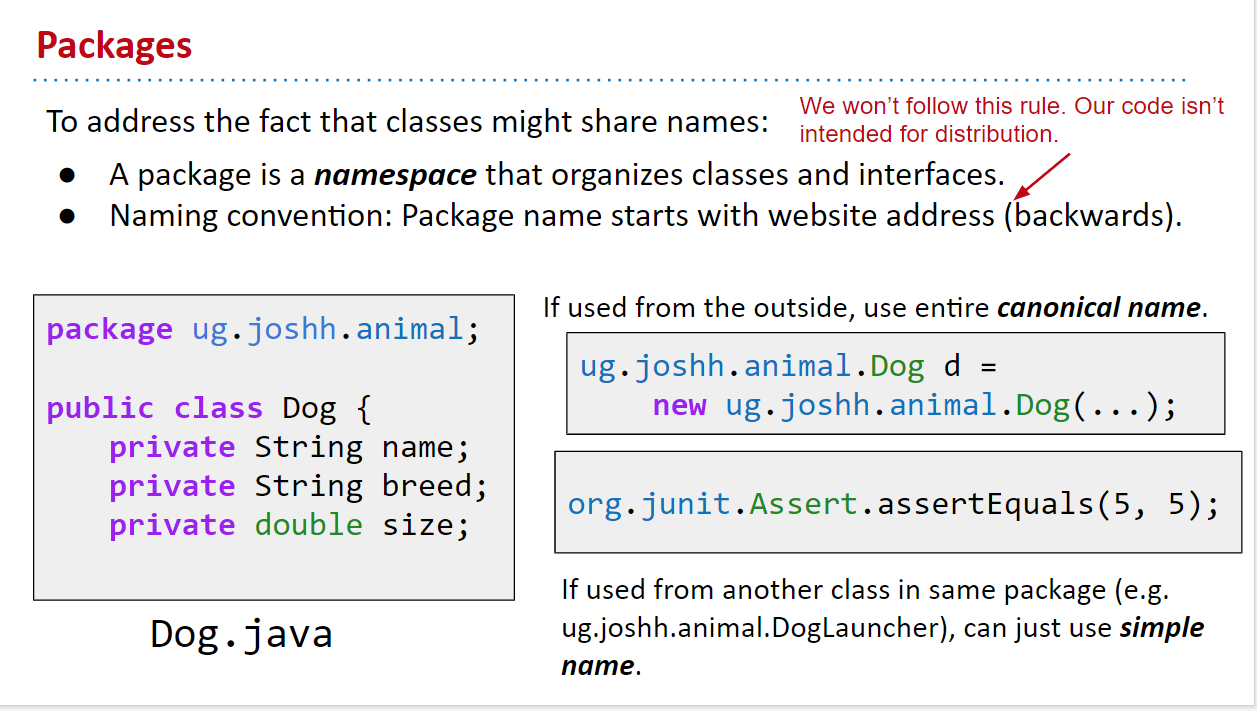 Packages
To address the fact that classes might share names:
We won’t follow this rule. Our code isn’t
intended for distribution.
● A package is a namespace that organizes classes and interfaces.
● Naming convention: Package name starts with website address (backwards).
package ug.joshh.animal;
public class Dog {
private String name;
private String breed;
private double size;
Dog.java
If used from the outside, use entire canonical name.
ug.joshh.animal.Dog d =
new ug.joshh.animal.Dog(...);
org.junit.Assert.assertEquals(5, 5);
If used from another class in same package (e.g.
ug.joshh.animal.DogLauncher), can just use simple
name.